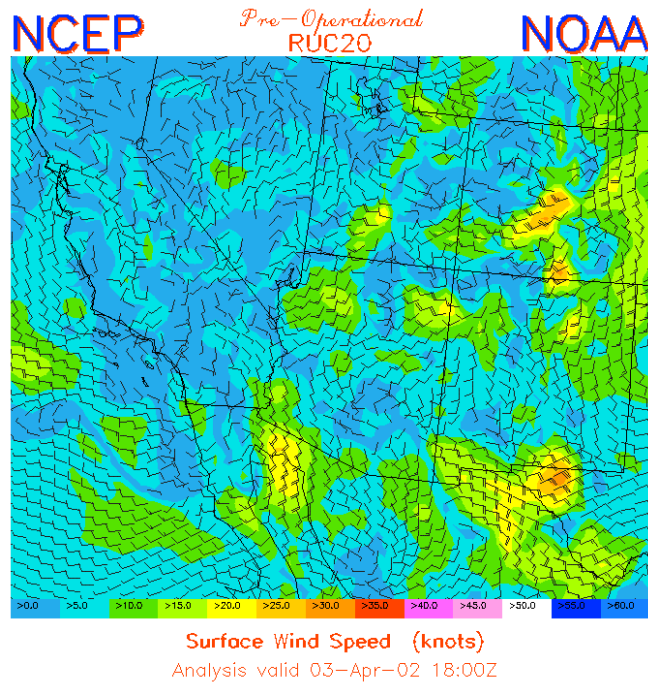 Pre-Operational
NCEP RUC20 NOAA
>0.0 >5.0 >10.0 >15.0 >20.0 >25.0 >30.0 >35.0 >40.0 >45.0 >50.0 >55.0 >60.0
Surface Wind Speed (knots)
Analysis valid 03-Apr-02 18:00Z